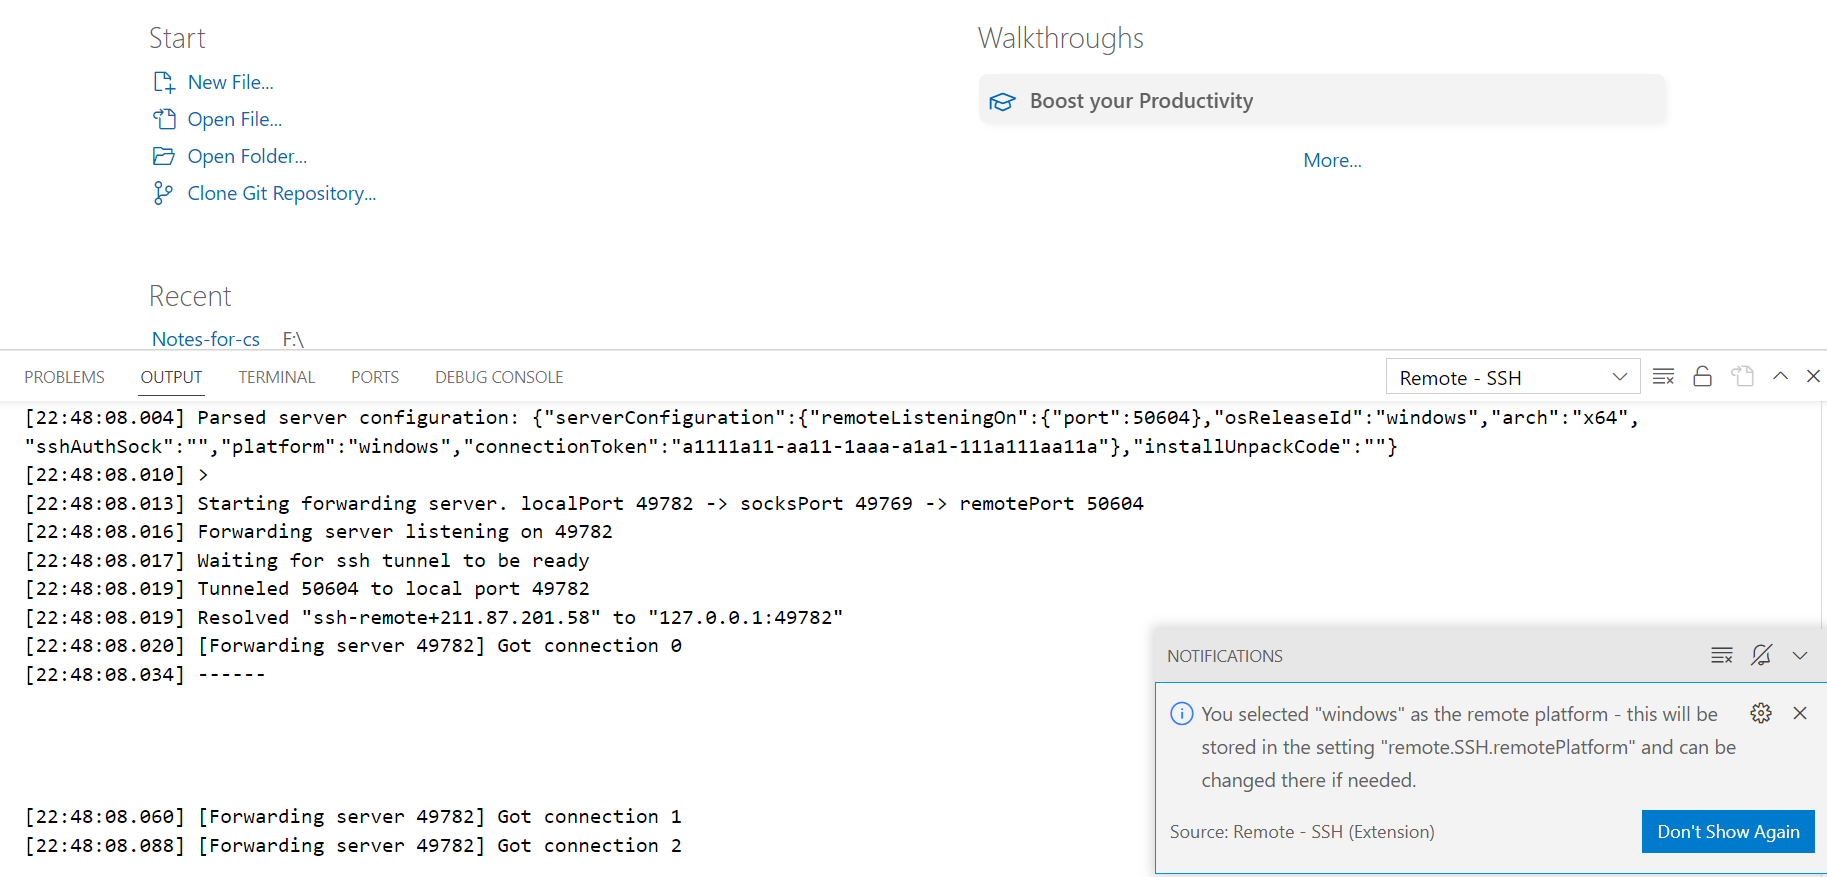 Start
New File...
Open File...
Open Folder...
Clone Git Repository...
Walkthroughs
Boost your Productivity
More...
Recent
Notes-for-cs F:\
PROBLEMS OUTPUT TERMINAL PORTS DEBUG CONSOLE Remote - SSH
[22:48:08.004] Parsed server configuration: {"serverConfiguration":{"remoteListeningOn":{"port":50604},"osReleaseId":"windows","arch":"x64",
"sshAuthSock":"","platform":"windows","connectionToken":"a1111a11-aa11-1aaa-a1a1-111a111aa11a"},"installUnpackCode":""}
[22:48:08.010] >
[22:48:08.013] Starting forwarding server. localPort 49782 -> socksPort 49769 -> remotePort 50604
[22:48:08.016] Forwarding server listening on 49782
[22:48:08.017] Waiting for ssh tunnel to be ready
[22:48:08.019] Tunneled 50604 to local port 49782
[22:48:08.019] Resolved "ssh-remote+211.87.201.58" to "127.0.0.1:49782"
[22:48:08.020] [Forwarding server 49782] Got connection 0
[22:48:08.034] ------
[22:48:08.060] [Forwarding server 49782] Got connection 1
[22:48:08.088] [Forwarding server 49782] Got connection 2
NOTIFICATIONS
You selected "windows" as the remote platform - this will be
stored in the setting "remote.SSH.remotePlatform" and can be
changed there if needed.
Source: Remote - SSH (Extension)
Don't Show Again